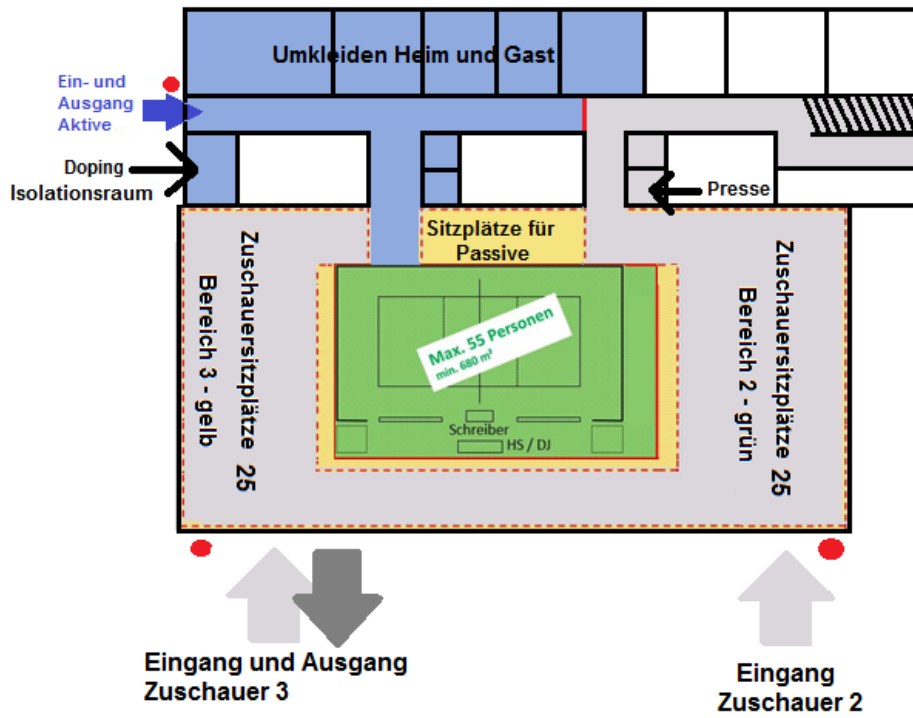 Umkleiden Heim und Gast
Ein- und
Ausgang
Aktive
Doping
Isolationsraum
Presse
Sitzplätze für
Passive
Zuschauersitzplätze 25
Bereich 3 - gelb
Max. 55 Personen
min. 680 m²
Schreiber
HS / DJ
Zuschauersitzplätze 25
Bereich 2 - grün
Eingang und Ausgang
Zuschauer 3
Eingang
Zuschauer 2